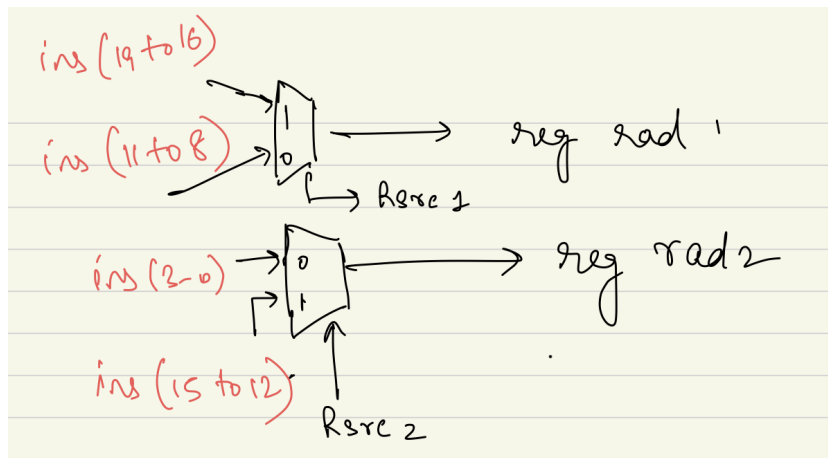 ins (19 to 16)
1
reg rad 1
ins (11 to 8)
0
Rsrc 1
ins (3-0)
0
reg rad2
1
ins (15 to 12)
Rsrc 2